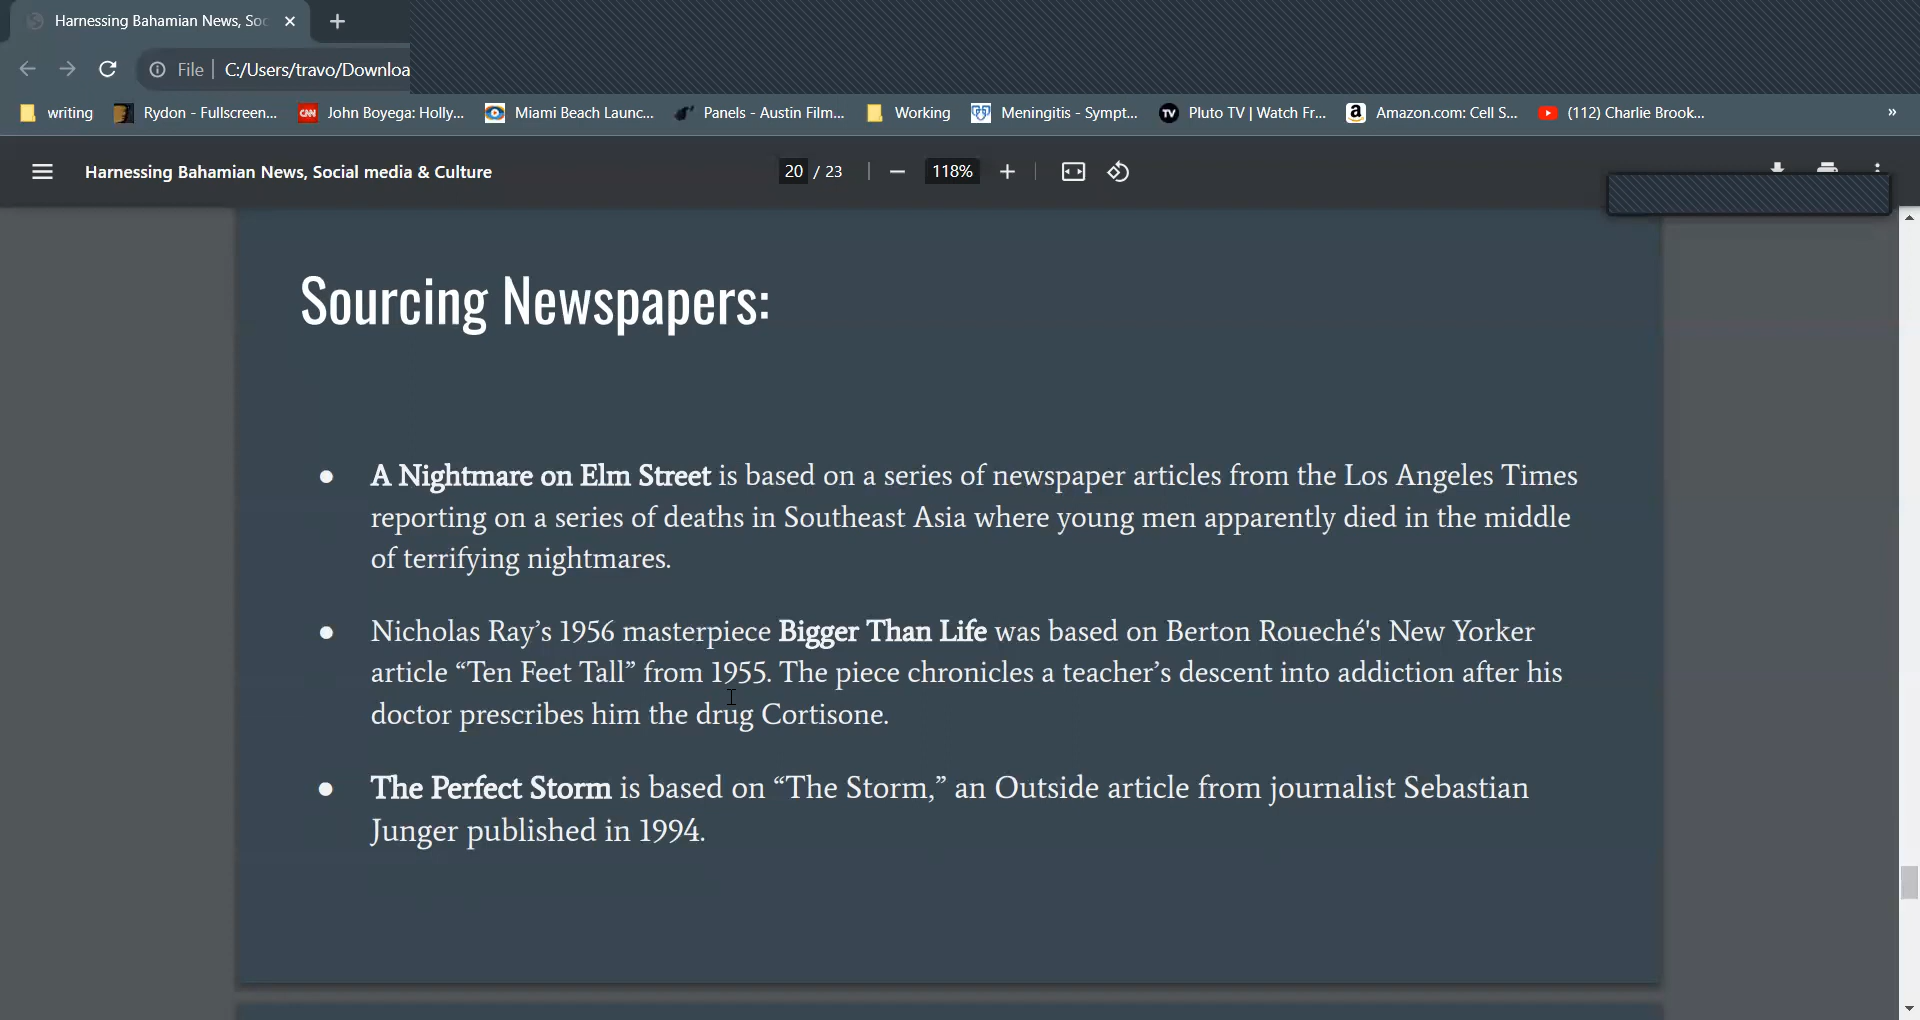 Harnessing Bahamian News, Soc
File
C:/Users/travo/Downloa
writing
Rydon - Fullscreen...
CNN
John Boyega: Holly...
Miami Beach Launc...
Panels - Austin Film...
Working
Meningitis - Sympt...
TV
Pluto TV | Watch Fr...
a
Amazon.com: Cell S...
(112) Charlie Brook...
»
Harnessing Bahamian News, Social media & Culture
20 / 23
118%
Sourcing Newspapers:
● A Nightmare on Elm Street is based on a series of newspaper articles from the Los Angeles Times
reporting on a series of deaths in Southeast Asia where young men apparently died in the middle
of terrifying nightmares.
● Nicholas Ray’s 1956 masterpiece Bigger Than Life was based on Berton Roueché's New Yorker
article “Ten Feet Tall” from 1955. The piece chronicles a teacher’s descent into addiction after his
doctor prescribes him the drug Cortisone.
● The Perfect Storm is based on “The Storm,” an Outside article from journalist Sebastian
Junger published in 1994.